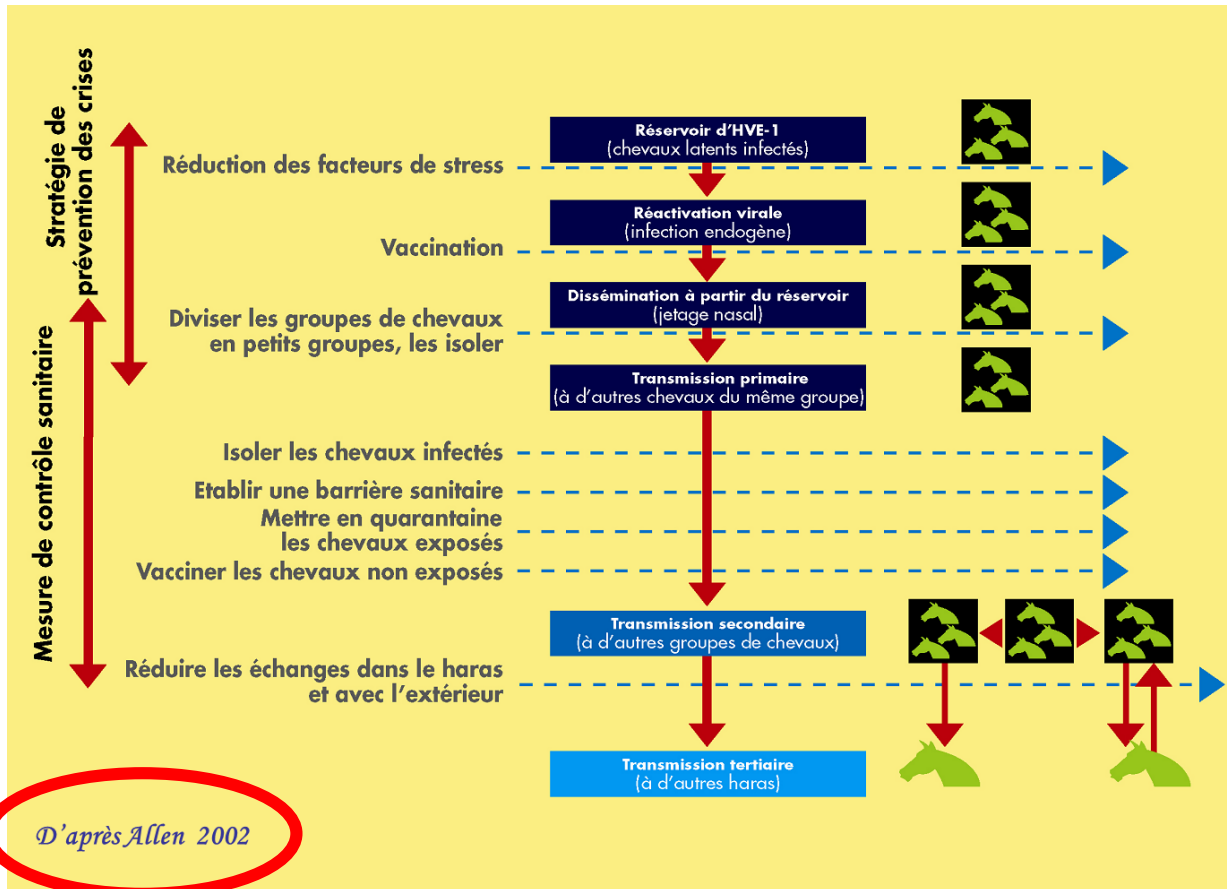 Stratégie de
prévention des crises
Mesure de contrôle sanitaire
Réservoir d'HVE-1
(chevaux latents infectés)
Réduction des facteurs de stress
Réactivation virale
(infection endogène)
Vaccination
Dissémination à partir du réservoir
(jetage nasal)
Diviser les groupes de chevaux
en petits groupes, les isoler
Transmission primaire
(à d'autres chevaux du même groupe)
Isoler les chevaux infectés
Etablir une barrière sanitaire
Mettre en quarantaine
les chevaux exposés
Vacciner les chevaux non exposés
Transmission secondaire
(à d'autres groupes de chevaux)
Réduire les échanges dans le haras
et avec l'extérieur
Transmission tertiaire
(à d'autres haras)
D'après Allen 2002